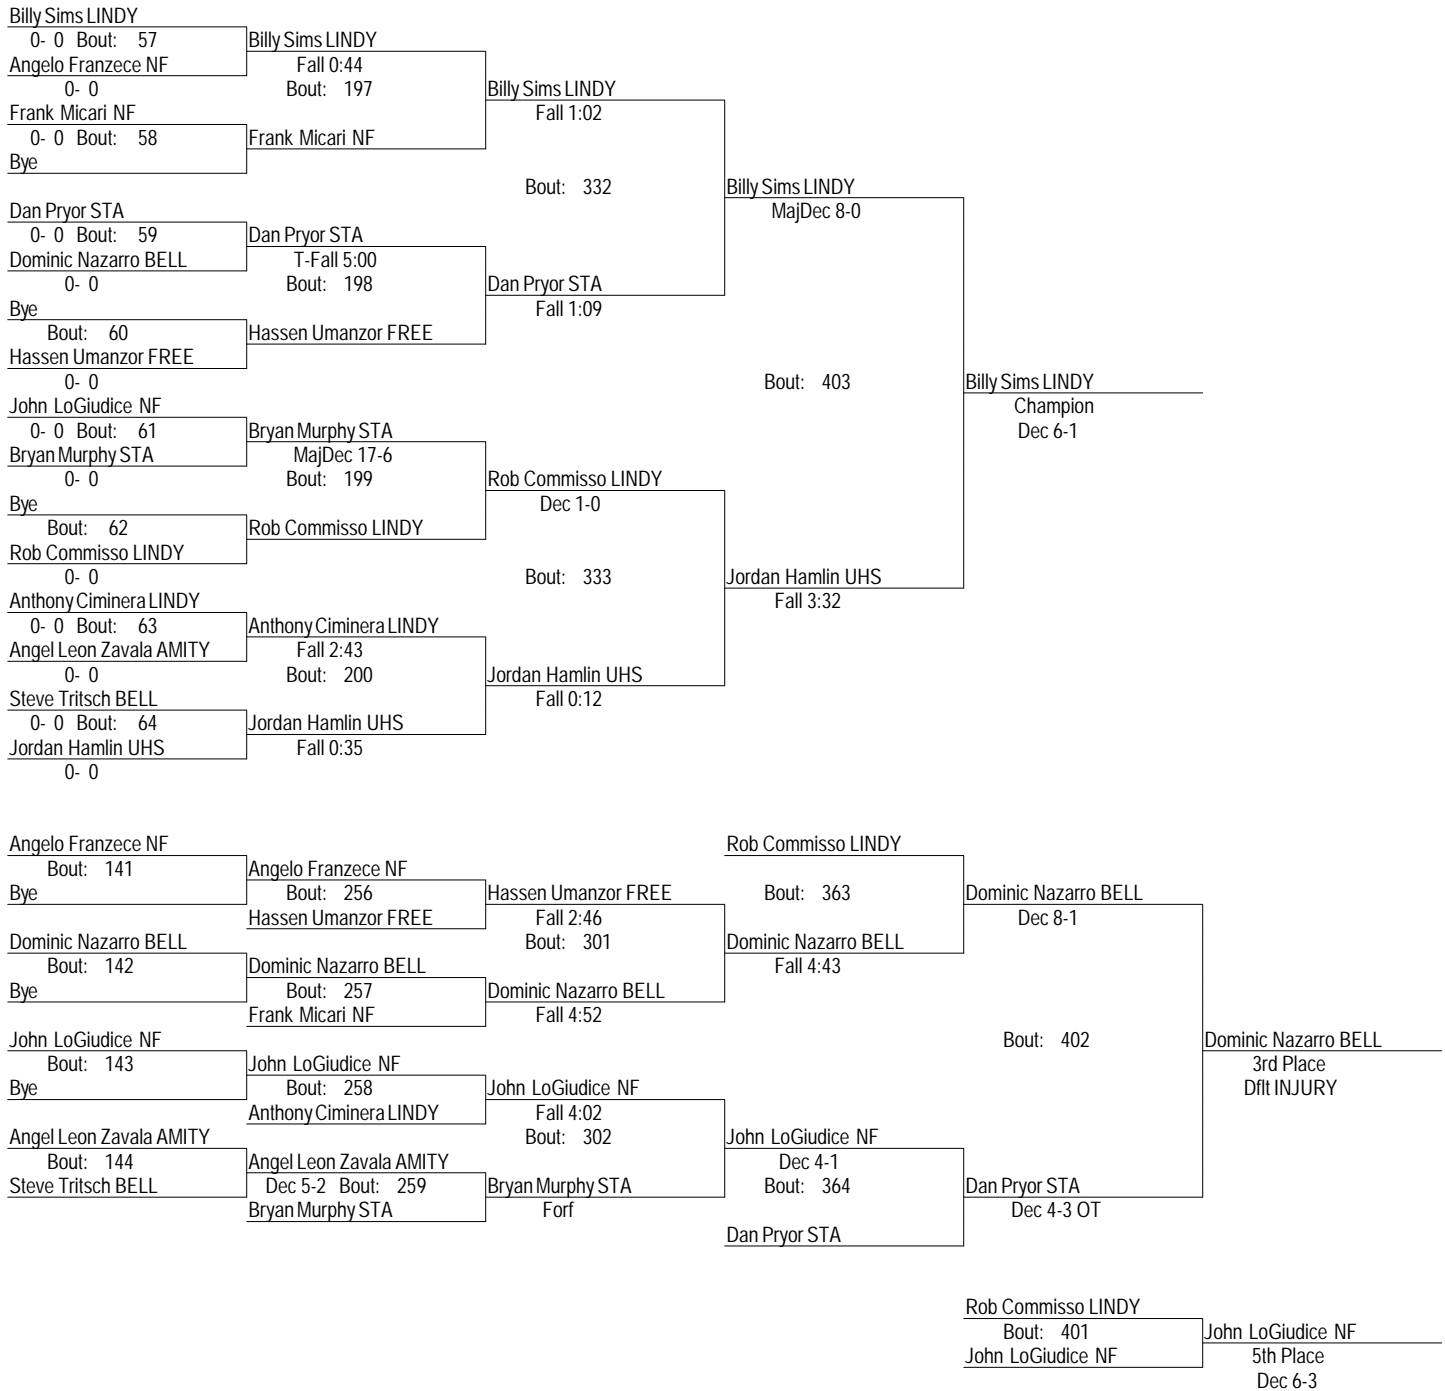 Billy Sims LINDY
0- 0 Bout: 57 Billy Sims LINDY
Angelo Franzece NF Fall 0:44
0- 0 Bout: 197 Billy Sims LINDY
Frank Micari NF Fall 1:02
0- 0 Bout: 58 Frank Micari NF
Bye
Bout: 332 Billy Sims LINDY
Dan Pryor STA MajDec 8-0
0- 0 Bout: 59 Dan Pryor STA
Dominic Nazarro BELL T-Fall 5:00
0- 0 Bout: 198 Dan Pryor STA
Bye Fall 1:09
Bout: 60 Hassen Umanzor FREE
Hassen Umanzor FREE
0- 0 Bout: 403 Billy Sims LINDY
John LoGiudice NF Champion
0- 0 Bout: 61 Bryan Murphy STA Dec 6-1
Bryan Murphy STA MajDec 17-6
0- 0 Bout: 199 Rob Commisso LINDY
Bye Dec 1-0
Bout: 62 Rob Commisso LINDY
Rob Commisso LINDY
0- 0 Bout: 333 Jordan Hamlin UHS
Anthony Ciminera LINDY Fall 3:32
0- 0 Bout: 63 Anthony Ciminera LINDY
Angel Leon Zavala AMITY Fall 2:43
0- 0 Bout: 200 Jordan Hamlin UHS
Steve Tritsch BELL Fall 0:12
0- 0 Bout: 64 Jordan Hamlin UHS
Jordan Hamlin UHS Fall 0:35
0- 0
Angelo Franzece NF Rob Commisso LINDY
Bout: 141 Angelo Franzece NF
Bye Bout: 256 Hassen Umanzor FREE Bout: 363 Dominic Nazarro BELL
Hassen Umanzor FREE Fall 2:46 Dec 8-1
Dominic Nazarro BELL Bout: 301 Dominic Nazarro BELL
Bout: 142 Dominic Nazarro BELL Fall 4:43
Bye Bout: 257 Dominic Nazarro BELL
Frank Micari NF Fall 4:52
John LoGiudice NF Bout: 402 Dominic Nazarro BELL
Bout: 143 John LoGiudice NF 3rd Place
Bye Bout: 258 John LoGiudice NF Dflt INJURY
Anthony Ciminera LINDY Fall 4:02
Angel Leon Zavala AMITY Bout: 302 John LoGiudice NF
Bout: 144 Angel Leon Zavala AMITY Dec 4-1
Steve Tritsch BELL Dec 5-2 Bout: 259 Bryan Murphy STA Bout: 364 Dan Pryor STA
Bryan Murphy STA Forf Dec 4-3 OT
Dan Pryor STA
Rob Commisso LINDY
Bout: 401 John LoGiudice NF
John LoGiudice NF 5th Place
Dec 6-3